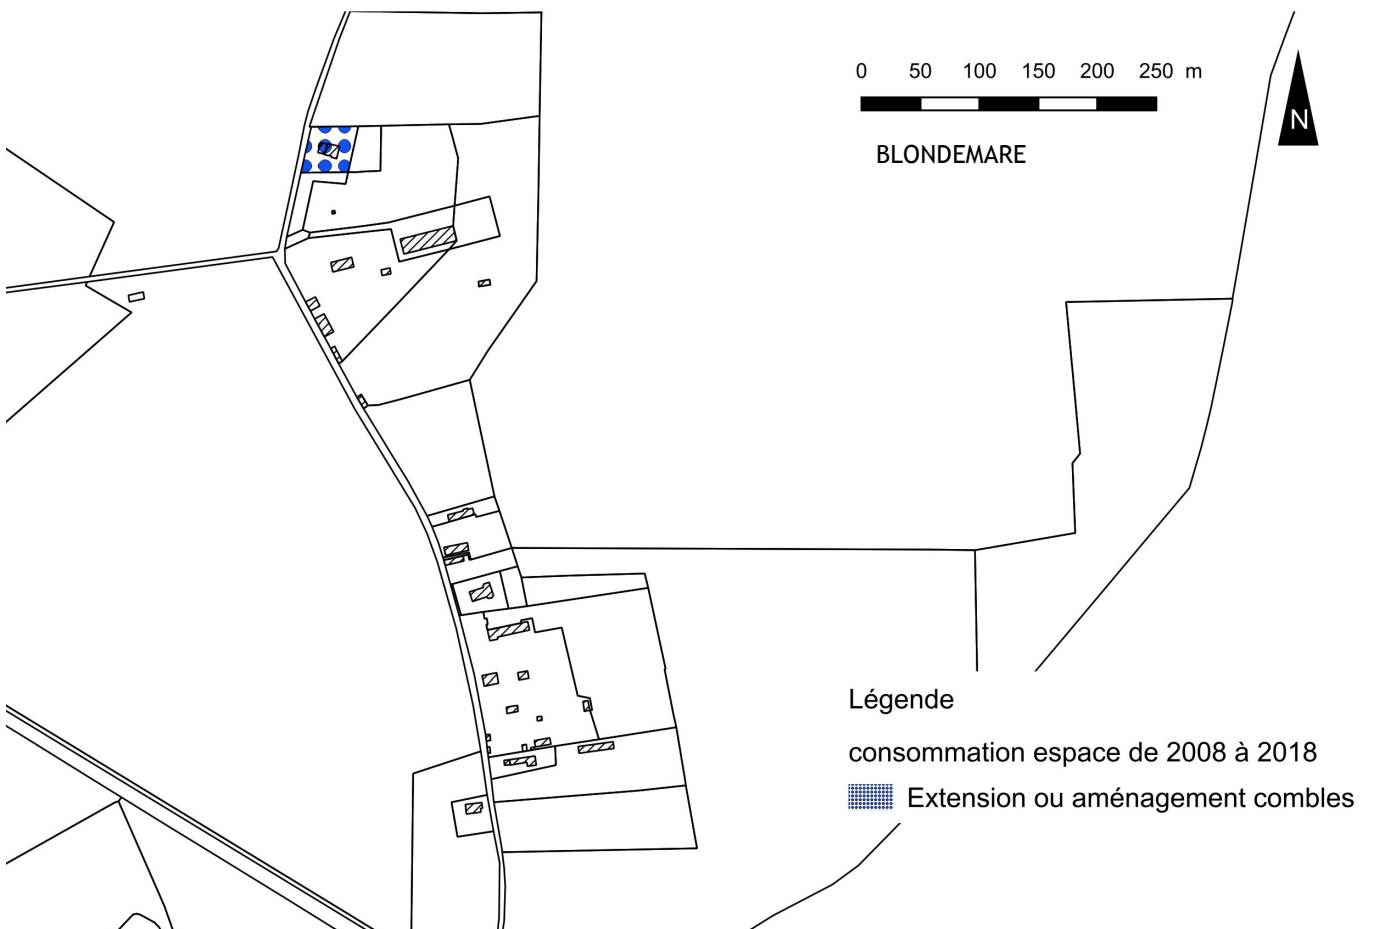 0 50 100 150 200 250 m
N
BLONDEMARE
Légende
consommation espace de 2008 à 2018
Extension ou aménagement combles